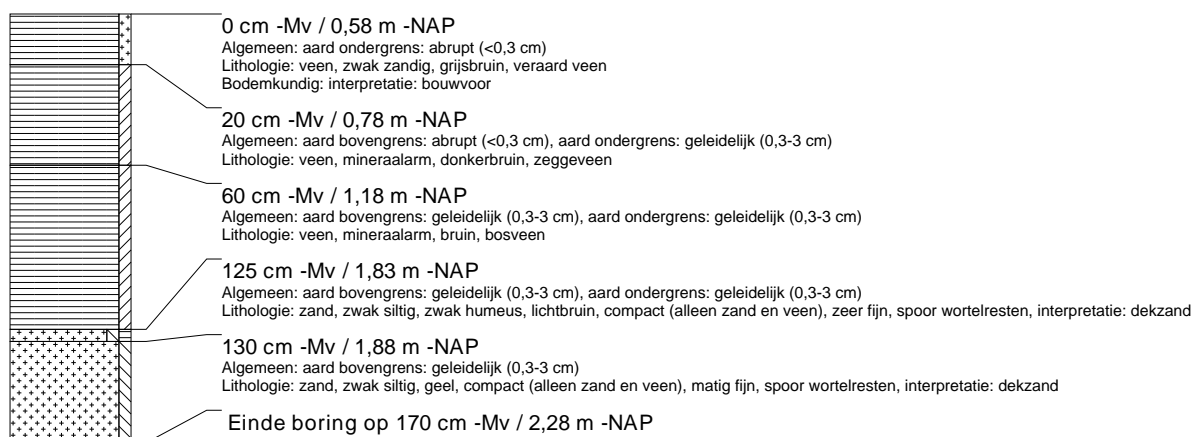 0 cm -Mv / 0,58 m -NAP
Algemeen: aard ondergrens: abrupt (<0,3 cm)
Lithologie: veen, zwak zandig, grijsbruin, veraard veen
Bodemkundig: interpretatie: bouwvoor
20 cm -Mv / 0,78 m -NAP
Algemeen: aard bovengrens: abrupt (<0,3 cm), aard ondergrens: geleidelijk (0,3-3 cm)
Lithologie: veen, mineraalarm, donkerbruin, zeggeveen
60 cm -Mv / 1,18 m -NAP
Algemeen: aard bovengrens: geleidelijk (0,3-3 cm), aard ondergrens: geleidelijk (0,3-3 cm)
Lithologie: veen, mineraalarm, bruin, bosveen
125 cm -Mv / 1,83 m -NAP
Algemeen: aard bovengrens: geleidelijk (0,3-3 cm), aard ondergrens: geleidelijk (0,3-3 cm)
Lithologie: zand, zwak siltig, zwak humeus, lichtbruin, compact (alleen zand en veen), zeer fijn, spoor wortelresten, interpretatie: dekzand
130 cm -Mv / 1,88 m -NAP
Algemeen: aard bovengrens: geleidelijk (0,3-3 cm)
Lithologie: zand, zwak siltig, geel, compact (alleen zand en veen), matig fijn, spoor wortelresten, interpretatie: dekzand
Einde boring op 170 cm -Mv / 2,28 m -NAP